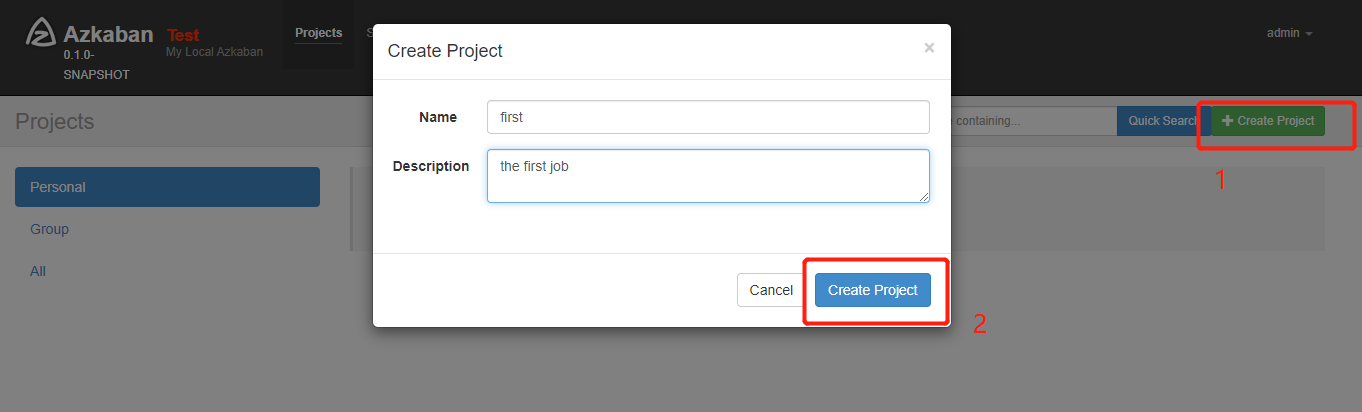 Azkaban
0.1.0-
SNAPSHOT
Test
My Local Azkaban
Projects
S
admin
Create Project
×
Name
first
Description
the first job
Cancel
Create Project
Projects
containing...
Quick Search
Create Project
1
2
Personal
Group
All